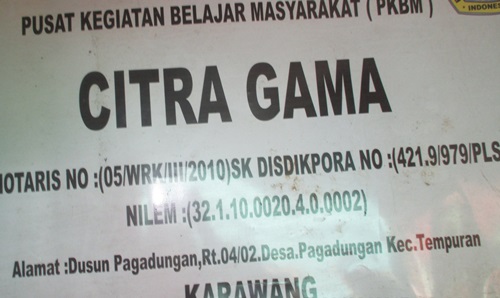 PUSAT KEGIATAN BELAJAR MASYARAKAT ( PKBM )
INDONES
CITRA GAMA
NOTARIS NO :(05/WRK/III/2010)SK DISDIKPORA NO :(421.9/979/PLS
NILEM :(32.1.10.0020.4.0.0002)
Alamat :Dusun Pagadungan,Rt.04/02.Desa.Pagadungan Kec.Tempuran
KARAWANG